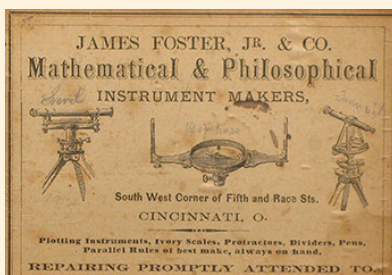 JAMES FOSTER, JR. & CO.
Mathematical & Philosophical
INSTRUMENT MAKERS,
Level
South West Corner of Fifth and Race Sts.
CINCINNATI, O.
Plotting Instruments, Ivory Scales, Protractors, Dividers, Pens,
Parallel Rules of best make, always on hand.
REPAIRING PROMPTLY ATTENDED TO.